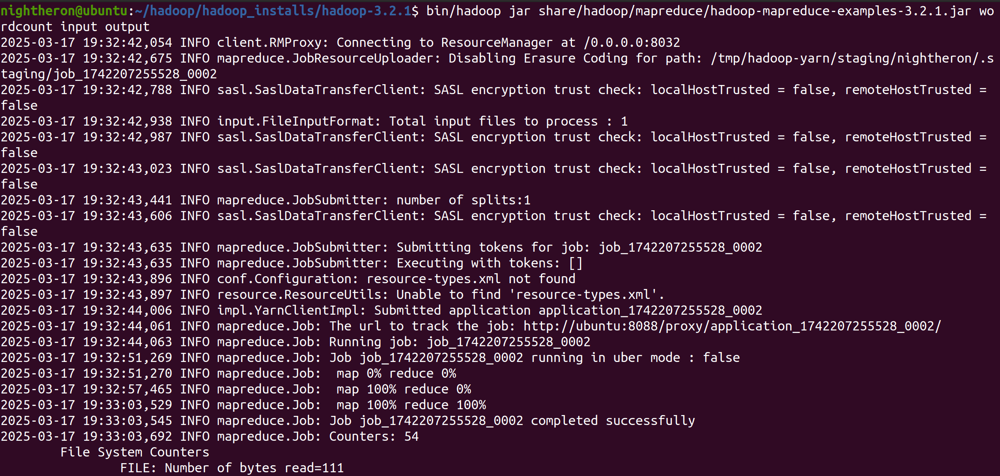 nightheron@ubuntu:~/hadoop/hadoop_installs/hadoop-3.2.1$ bin/hadoop jar share/hadoop/mapreduce/hadoop-mapreduce-examples-3.2.1.jar wo
rdcount input output
2025-03-17 19:32:42,054 INFO client.RMProxy: Connecting to ResourceManager at /0.0.0.0:8032
2025-03-17 19:32:42,675 INFO mapreduce.JobResourceUploader: Disabling Erasure Coding for path: /tmp/hadoop-yarn/staging/nightheron/.s
taging/job_1742207255528_0002
2025-03-17 19:32:42,788 INFO sasl.SaslDataTransferClient: SASL encryption trust check: localHostTrusted = false, remoteHostTrusted =
false
2025-03-17 19:32:42,938 INFO input.FileInputFormat: Total input files to process : 1
2025-03-17 19:32:42,987 INFO sasl.SaslDataTransferClient: SASL encryption trust check: localHostTrusted = false, remoteHostTrusted =
false
2025-03-17 19:32:43,023 INFO sasl.SaslDataTransferClient: SASL encryption trust check: localHostTrusted = false, remoteHostTrusted =
false
2025-03-17 19:32:43,441 INFO mapreduce.JobSubmitter: number of splits:1
2025-03-17 19:32:43,606 INFO sasl.SaslDataTransferClient: SASL encryption trust check: localHostTrusted = false, remoteHostTrusted =
false
2025-03-17 19:32:43,635 INFO mapreduce.JobSubmitter: Submitting tokens for job: job_1742207255528_0002
2025-03-17 19:32:43,635 INFO mapreduce.JobSubmitter: Executing with tokens: []
2025-03-17 19:32:43,896 INFO conf.Configuration: resource-types.xml not found
2025-03-17 19:32:43,897 INFO resource.ResourceUtils: Unable to find 'resource-types.xml'.
2025-03-17 19:32:44,006 INFO impl.YarnClientImpl: Submitted application application_1742207255528_0002
2025-03-17 19:32:44,061 INFO mapreduce.Job: The url to track the job: http://ubuntu:8088/proxy/application_1742207255528_0002/
2025-03-17 19:32:44,063 INFO mapreduce.Job: Running job: job_1742207255528_0002
2025-03-17 19:32:51,269 INFO mapreduce.Job: Job job_1742207255528_0002 running in uber mode : false
2025-03-17 19:32:51,270 INFO mapreduce.Job:  map 0% reduce 0%
2025-03-17 19:32:57,465 INFO mapreduce.Job:  map 100% reduce 0%
2025-03-17 19:33:03,529 INFO mapreduce.Job:  map 100% reduce 100%
2025-03-17 19:33:03,545 INFO mapreduce.Job: Job job_1742207255528_0002 completed successfully
2025-03-17 19:33:03,692 INFO mapreduce.Job: Counters: 54
File System Counters
FILE: Number of bytes read=111